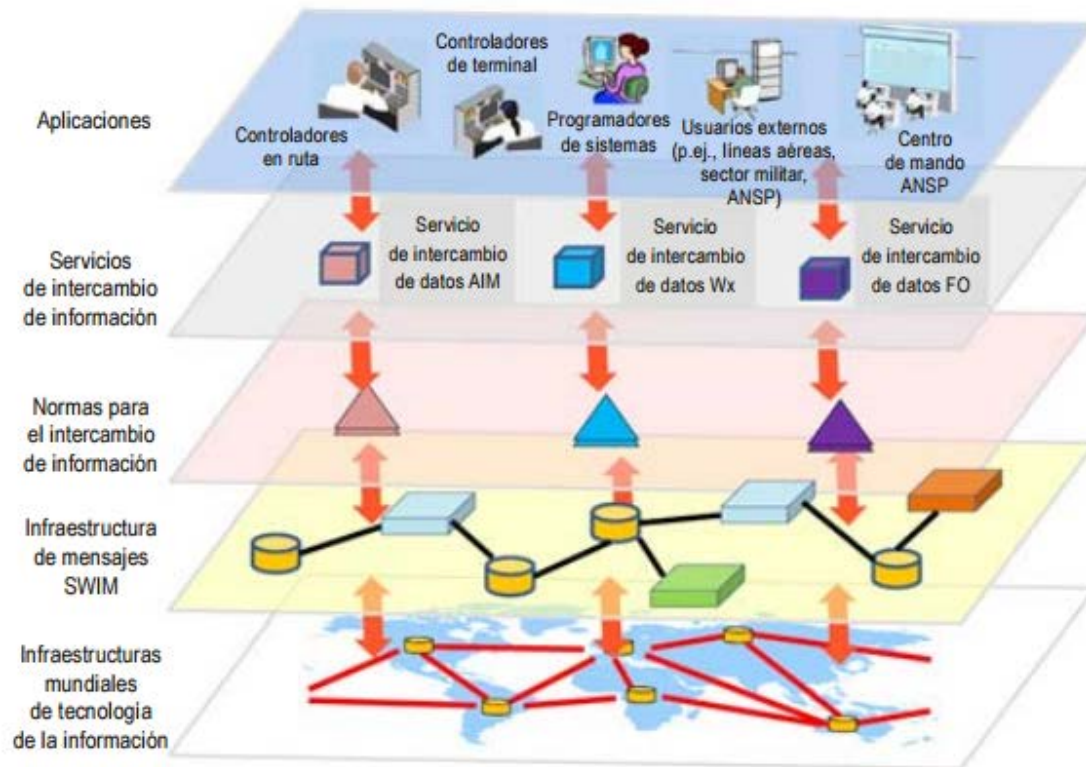 Aplicaciones
Controladores
en ruta
Controladores
de terminal
Programadores
de sistemas
Usuarios externos
(p.ej., líneas aéreas,
sector militar,
ANSP)
Centro
de mando
ANSP
Servicios
de intercambio
de información
Servicio
de intercambio
de datos AIM
Servicio
de intercambio
de datos Wx
Servicio
de intercambio
de datos FO
Normas para
el intercambio
de información
Infraestructura
de mensajes
SWIM
Infraestructuras
mundiales
de tecnologia
de la información